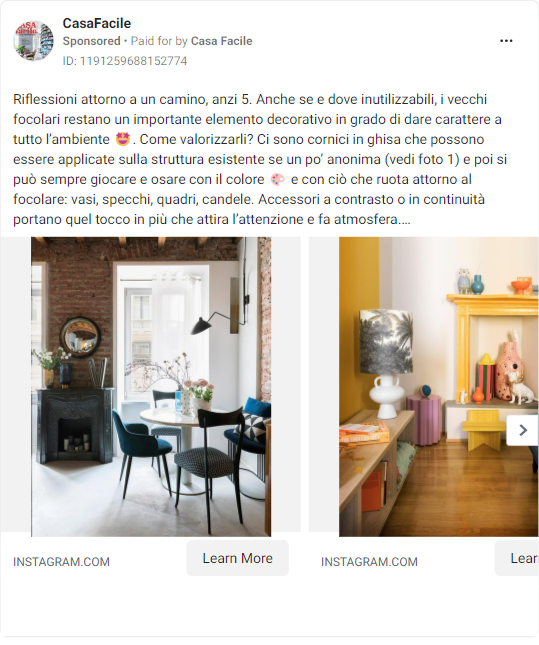 CasaFacile
Sponsored • Paid for by Casa Facile
ID: 1191259688152774
Riflessioni attorno a un camino, anzi 5. Anche se e dove inutilizzabili, i vecchi
focolari restano un importante elemento decorativo in grado di dare carattere a
tutto l’ambiente 🤩. Come valorizzarli? Ci sono cornici in ghisa che possono
essere applicate sulla struttura esistente se un po’ anonima (vedi foto 1) e poi si
può sempre giocare e osare con il colore 🎨 e con ciò che ruota attorno al
focolare: vasi, specchi, quadri, candele. Accessori a contrasto o in continuità
portano quel tocco in più che attira l’attenzione e fa atmosfera....
INSTAGRAM.COM
Learn More
INSTAGRAM.COM
Lear